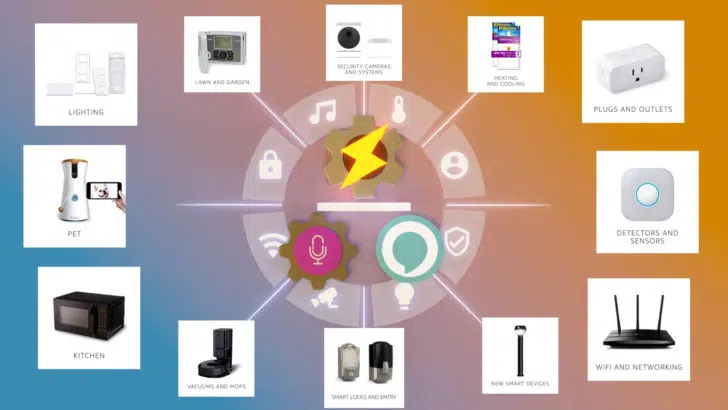 LIGHTING
LAWN AND GARDEN
SECURITY CAMERAS
AND SYSTEMS
HEATING
AND COOLING
PLUGS AND OUTLETS
PET
DETECTORS AND
SENSORS
KITCHEN
VACUUMS AND MOPS
SMART LOCKS AND ENTRY
NEW SMART DEVICES
WIFI AND NETWORKING